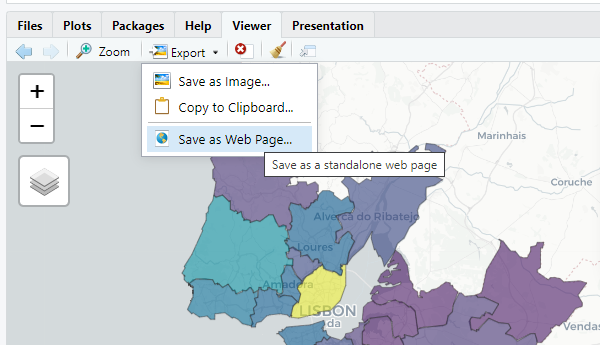 Files Plots Packages Help Viewer Presentation
Zoom Export
+
−
Save as Image...
Copy to Clipboard...
Save as Web Page...
Save as a standalone web page
Marinhais
Coruche
Alverca do Ribatejo
Loures
Amadora
LISBON
da
Vendas